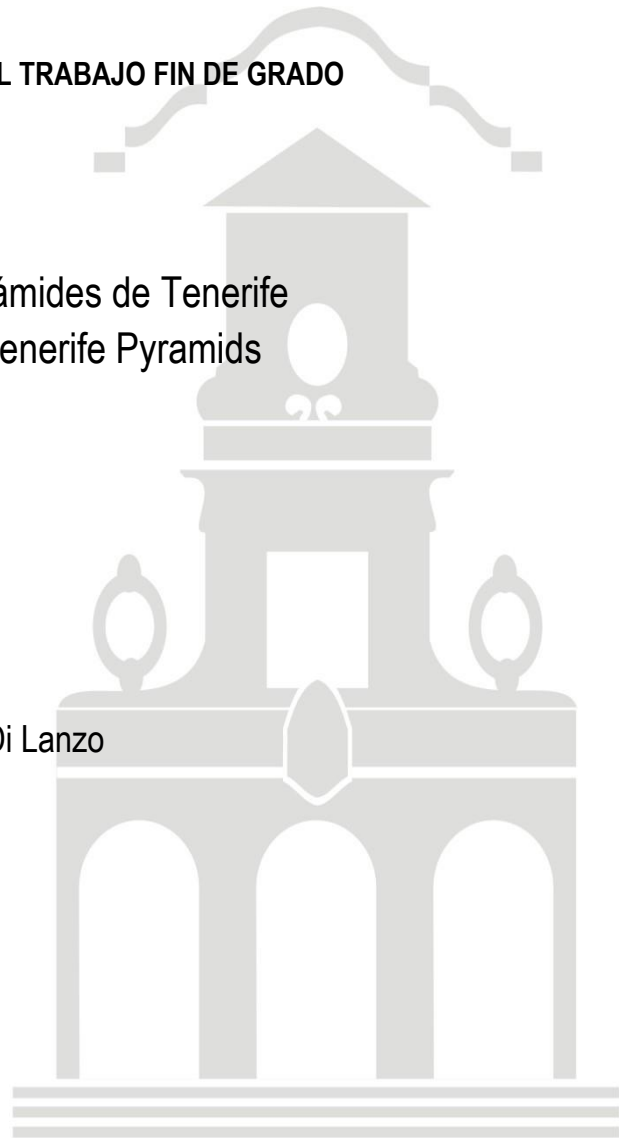 L TRABAJO FIN DE GRADO
ámides de Tenerife
enerife Pyramids
Di Lanzo